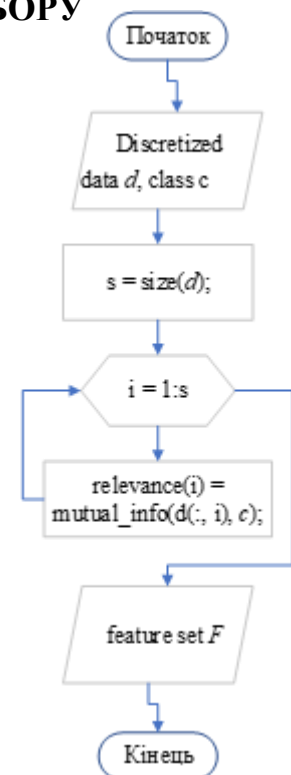 БОРУ
Початок
Discretized
data d, class c
s = size(d);
i = 1:s
relevance(i) =
mutual_info(d(:, i), c);
feature set F
Кінець